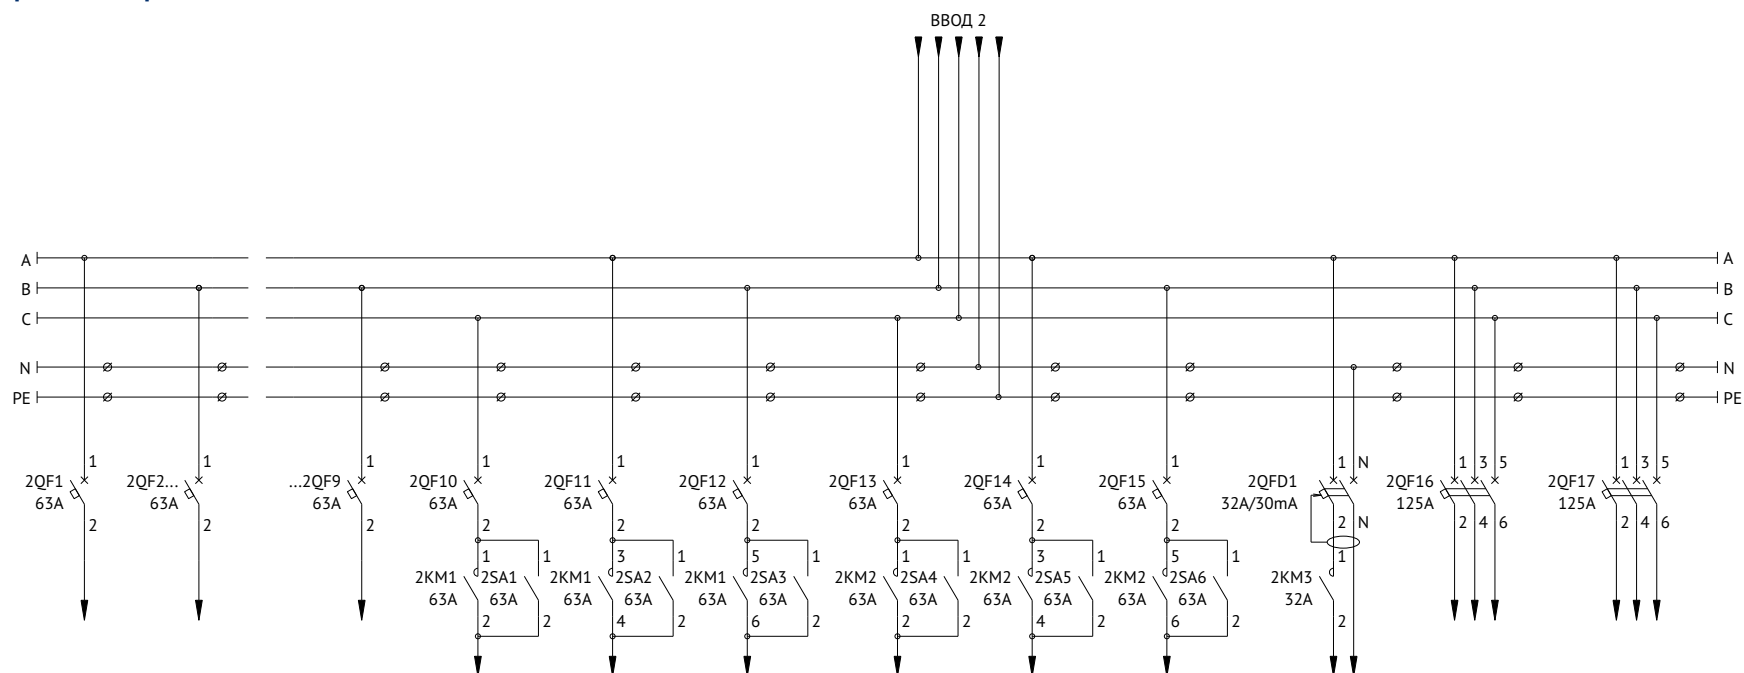 ВВОД 2
A A
B B
C C
N N
PE PE
1 1 1 1 1 1 1 1 1 1 N 1 3 5 1 3 5
2QF1 2QF2... ...2QF9 2QF10 2QF11 2QF12 2QF13 2QF14 2QF15 2QFD1 2QF16 2QF17
63A 63A 63A 63A 63A 63A 63A 63A 63A 32A/30mA 125A 125A
2 2 2 2 2 2 2 2 2 2 N 2 4 6 2 4 6
1 1 3 1 5 1 1 1 3 1 5 1 1
2KM1 2SA1 2KM1 2SA2 2KM1 2SA3 2KM2 2SA4 2KM2 2SA5 2KM2 2SA6 2KM3
63A 63A 63A 63A 63A 63A 63A 63A 63A 63A 63A 63A 32A
2 2 4 2 6 2 2 2 4 2 6 2 2